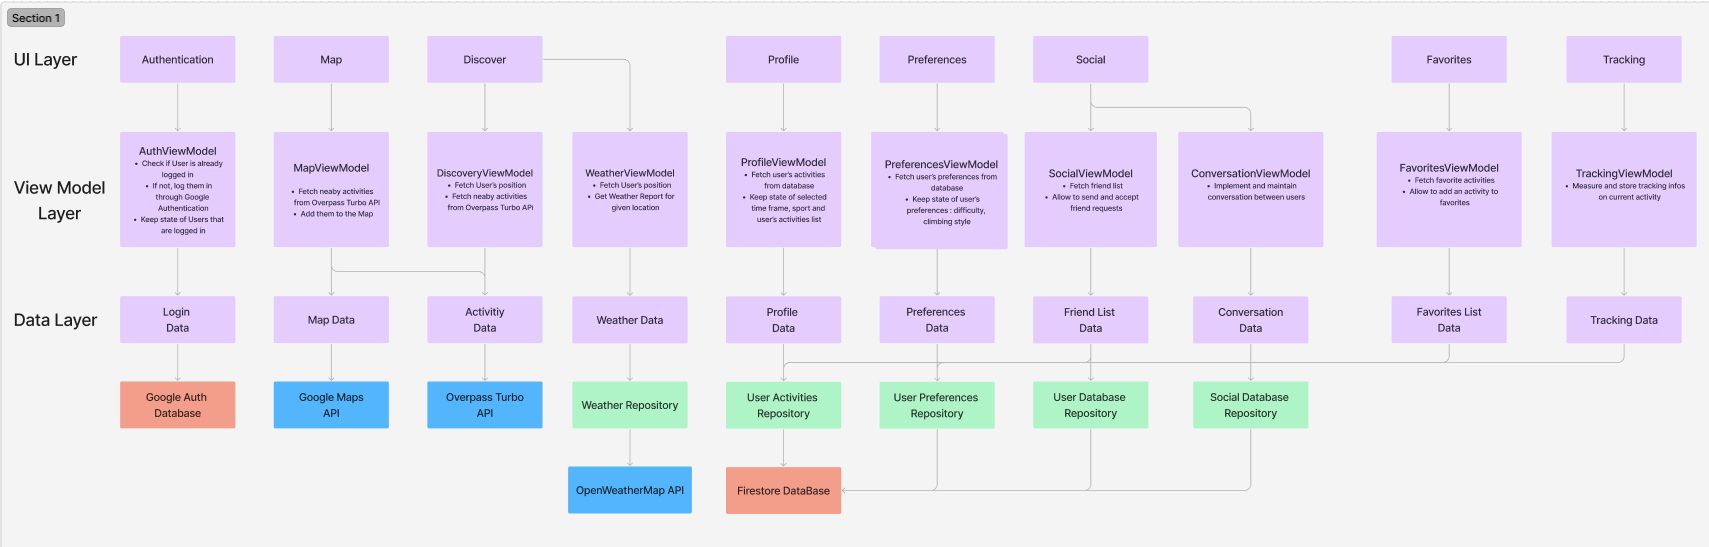 Section 1
UI Layer
Authentication
Map
Discover
Profile
Preferences
Social
Favorites
Tracking
View Model
Layer
AuthViewModel
• Check if User is already
logged in
• If not, log them in
through Google
Authentication
• Keep state of Users that
are logged in
MapViewModel
• Fetch neaby activities
from Overpass Turbo API
• Add them to the Map
DiscoveryViewModel
• Fetch User's position
• Fetch neaby activities
from Overpass Turbo API
WeatherViewModel
• Fetch User's position
• Get Weather Report for
given location
ProfileViewModel
• Fetch user's activities
from database
• Keep state of selected
time frame, sport and
user's activities list
PreferencesViewModel
• Fetch user's preferences from
database
• Keep state of user's
preferences : difficulty,
climbing style
SocialViewModel
• Fetch friend list
• Allow to send and accept
friend requests
ConversationViewModel
• Implement and maintain
conversation between users
FavoritesViewModel
• Fetch favorite activities
• Allow to add an activity to
favorites
TrackingViewModel
• Measure and store tracking infos
on current activity
Data Layer
Login
Data
Map Data
Activitiy
Data
Weather Data
Profile
Data
Preferences
Data
Friend List
Data
Conversation
Data
Favorites List
Data
Tracking Data
Google Auth
Database
Google Maps
API
Overpass Turbo
API
Weather Repository
User Activities
Repository
User Preferences
Repository
User Database
Repository
Social Database
Repository
OpenWeatherMap API
Firestore DataBase